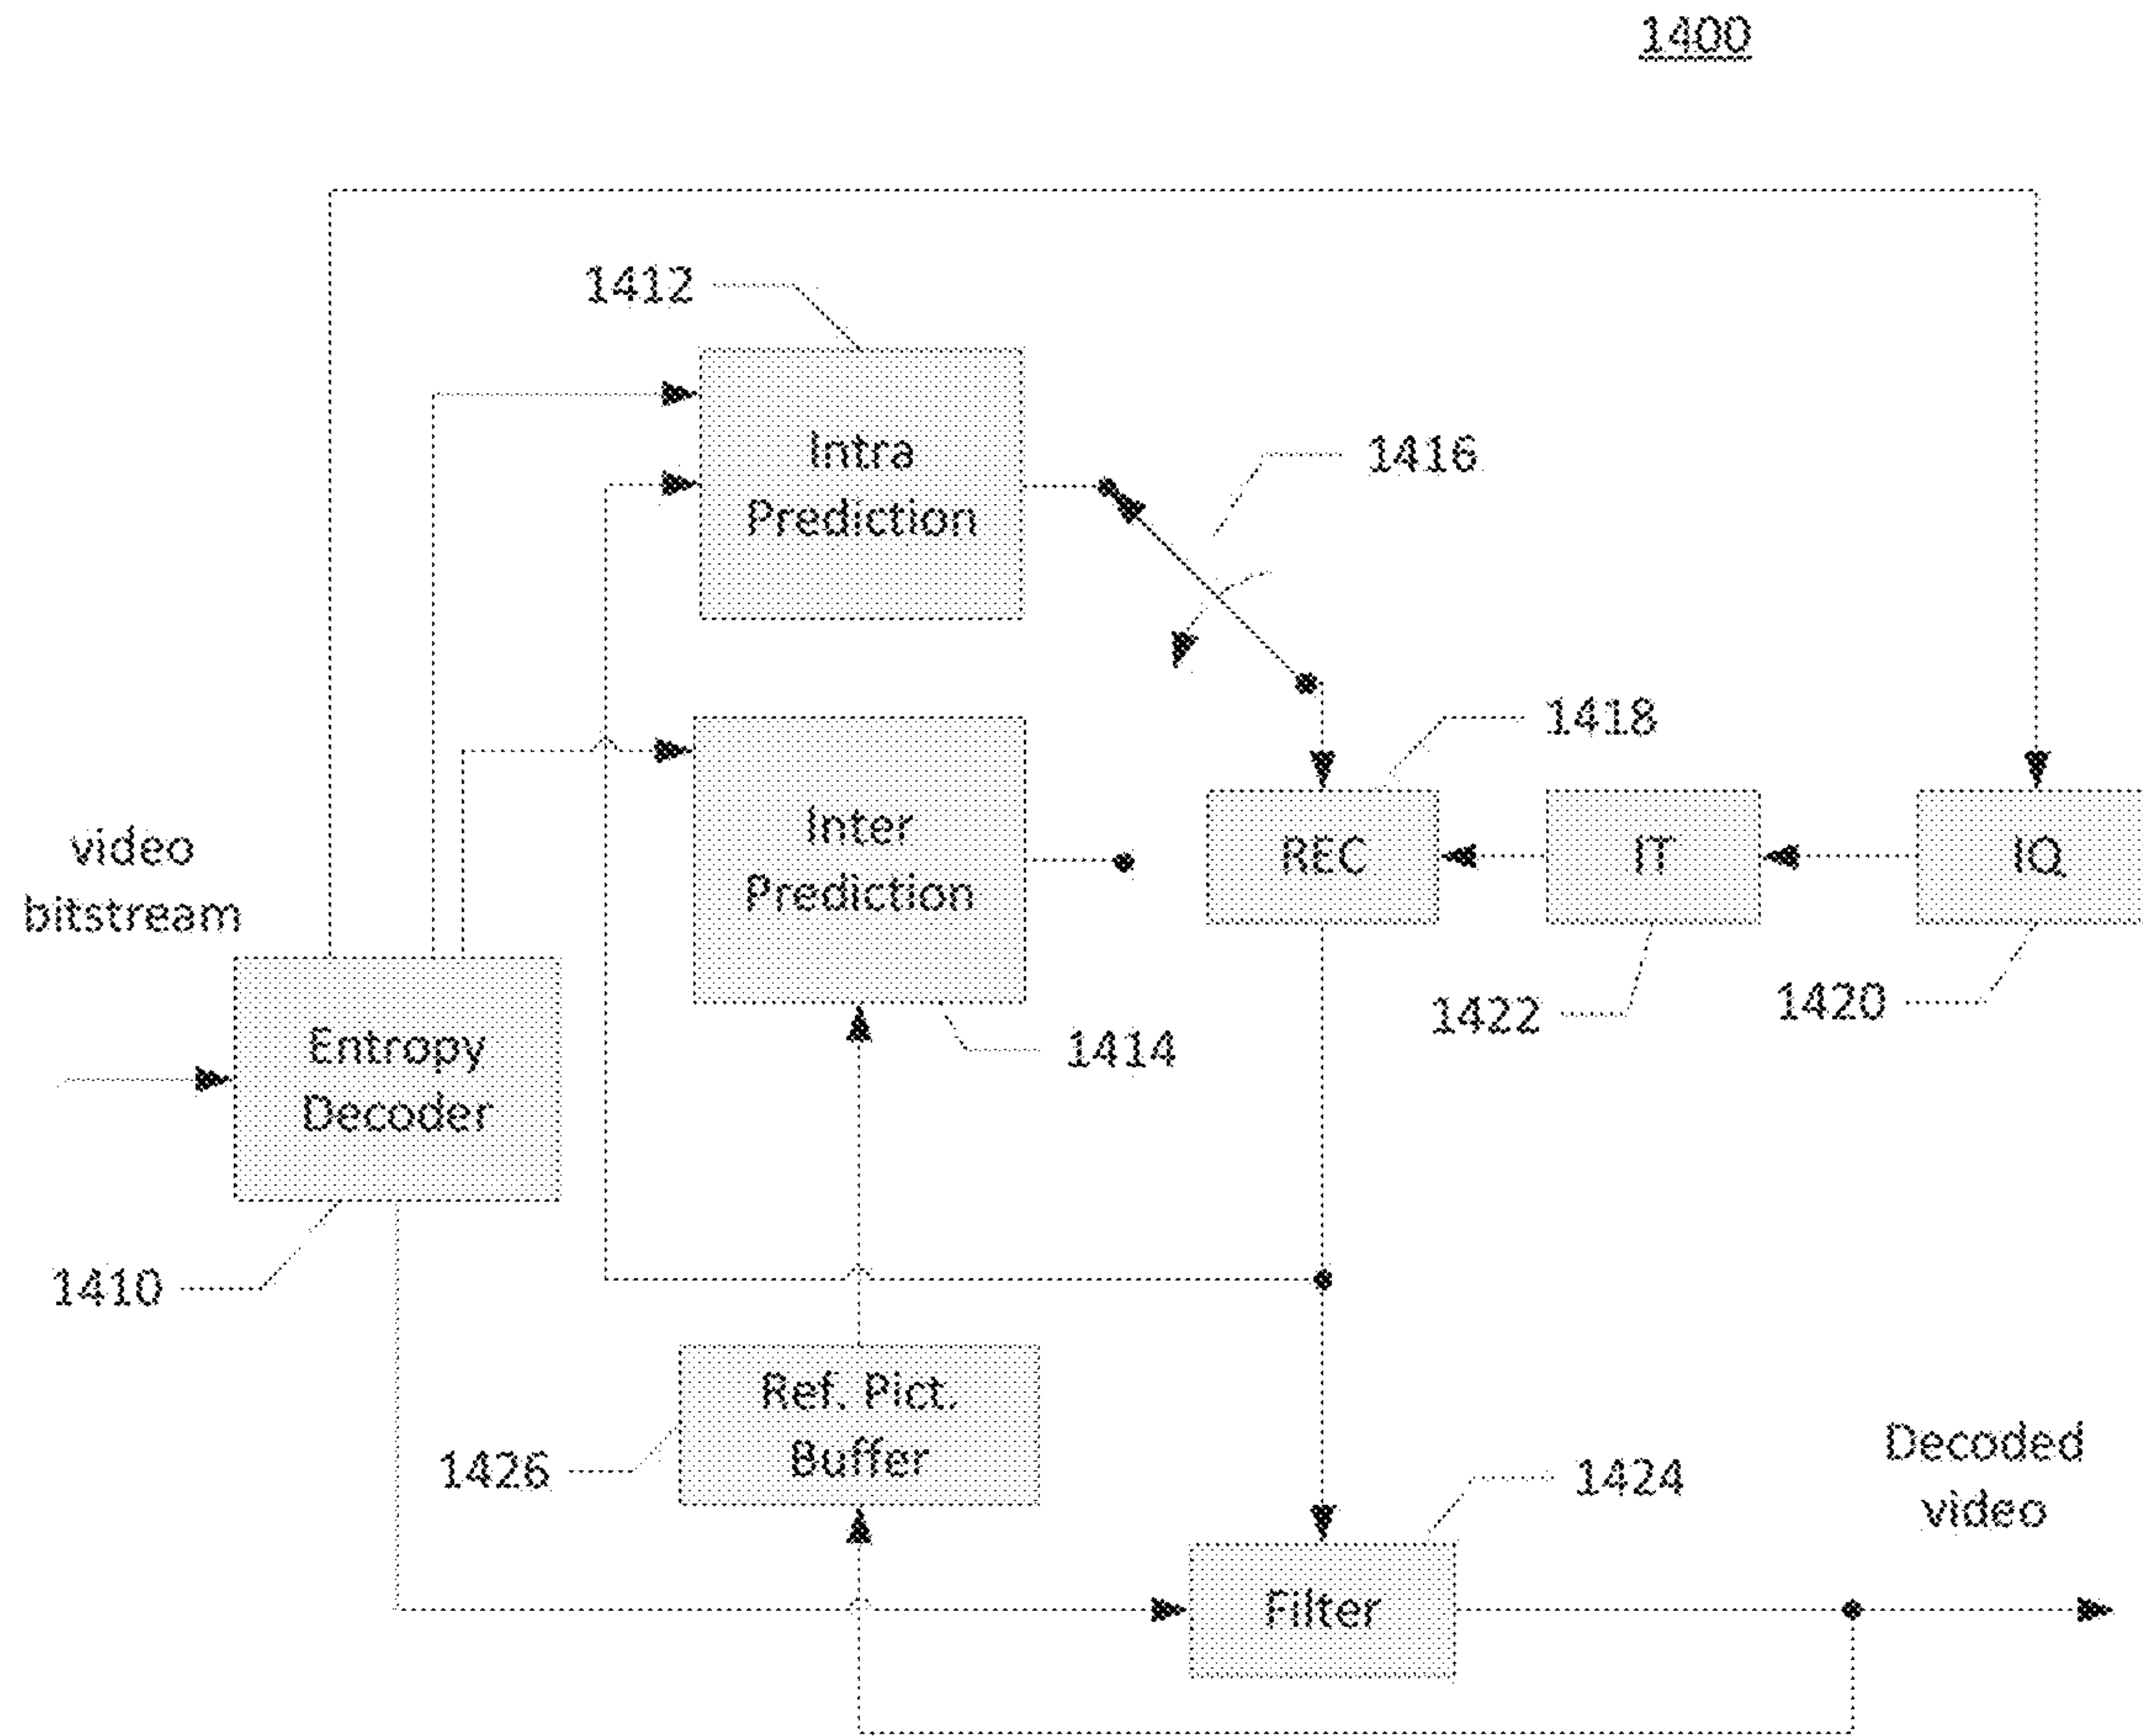 1400
1412
Intra
Prediction
1416
1418
video
bitstream
Inter
Prediction
REC
IT
IQ
1422
1420
1414
Entropy
Decoder
1410
Ref. Pict.
Buffer
1426
1424
Decoded
video
Filter